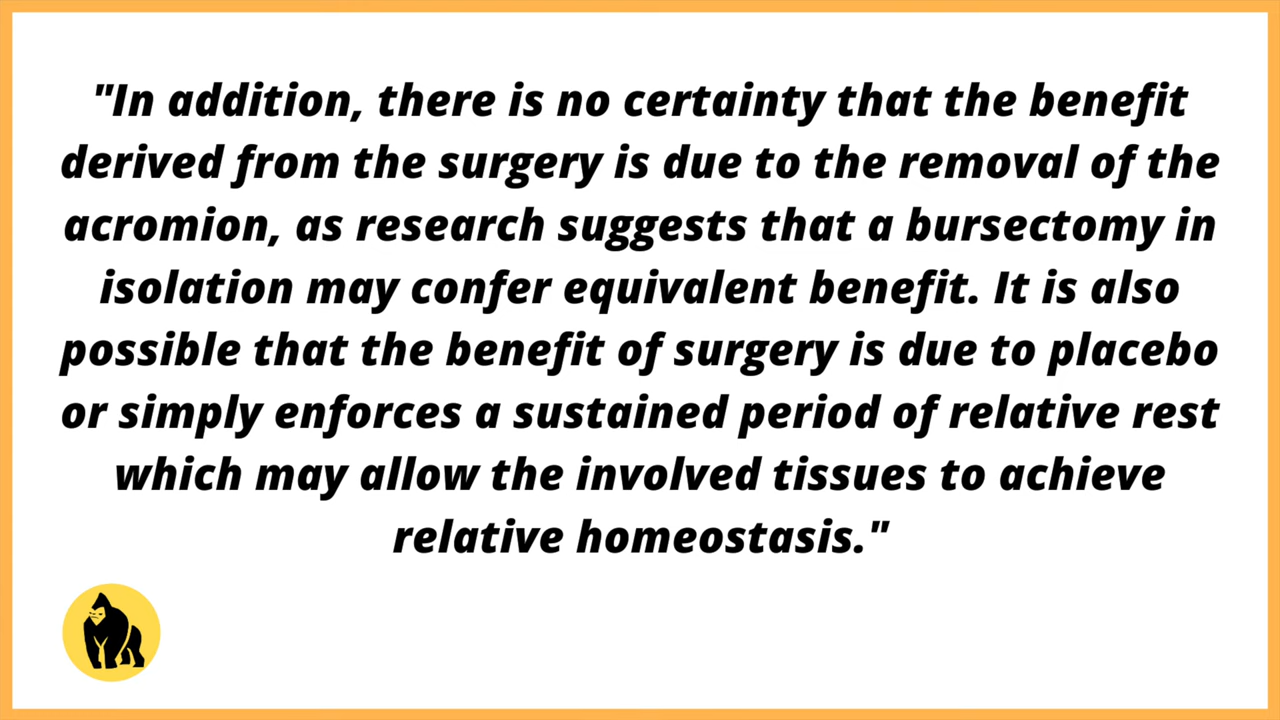 "In addition, there is no certainty that the benefit
derived from the surgery is due to the removal of the
acromion, as research suggests that a bursectomy in
isolation may confer equivalent benefit. It is also
possible that the benefit of surgery is due to placebo
or simply enforces a sustained period of relative rest
which may allow the involved tissues to achieve
relative homeostasis."